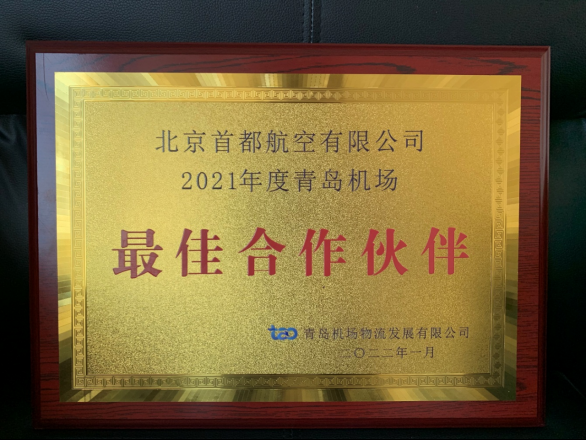 北京首都航空有限公司
2021年度青岛机场
最佳合作伙伴
tao 青岛机场物流发展有限公司
二〇二二年一月